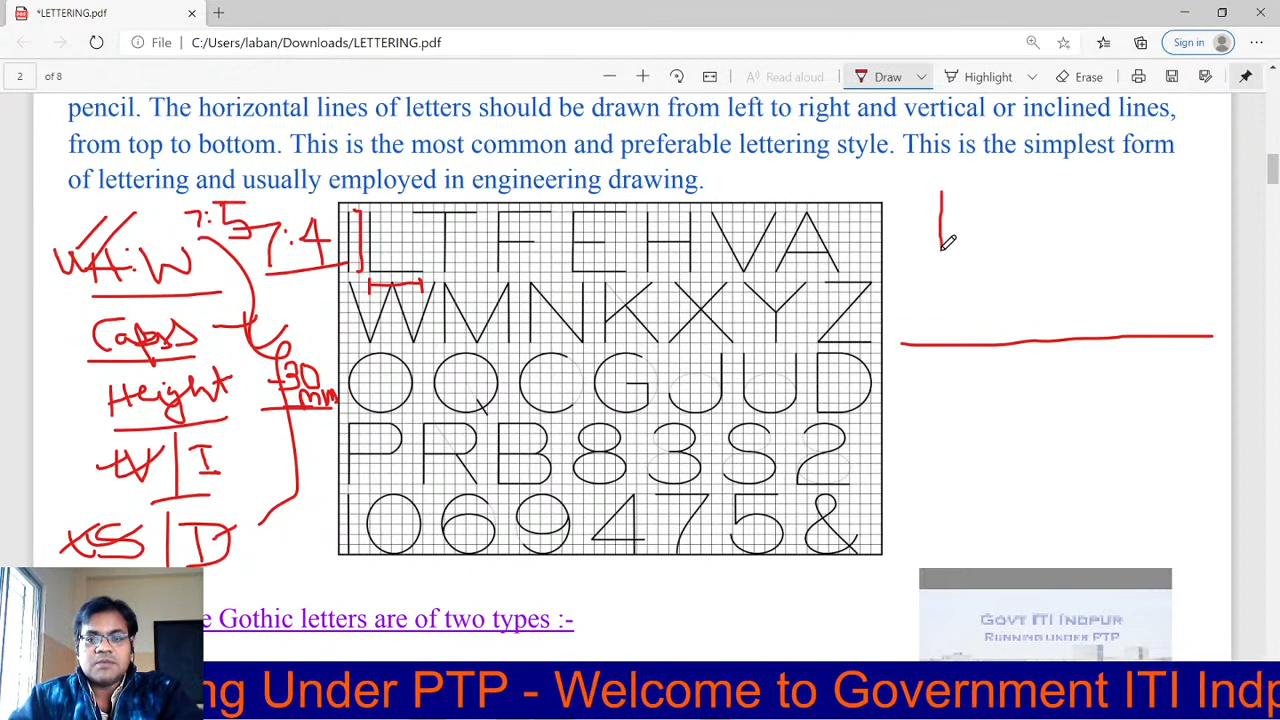 *LETTERING.pdf
File C:/Users/laban/Downloads/LETTERING.pdf Sign in
2 of 8 Read aloud Draw Highlight Erase
pencil. The horizontal lines of letters should be drawn from left to right and vertical or inclined lines,
from top to bottom. This is the most common and preferable lettering style. This is the simplest form
of lettering and usually employed in engineering drawing.
7:5
7:4
H:W
Caps
Height
30
mm
W I
D
I L T F E H V A
W M N K X Y Z
O Q C G J U D
P R B 8 3 S 2
1 0 6 9 4 7 5 &
e Gothic letters are of two types :-
GOVT ITI INDPUR
RUNNING UNDER PTP
ng Under PTP - Welcome to Government ITI Indp